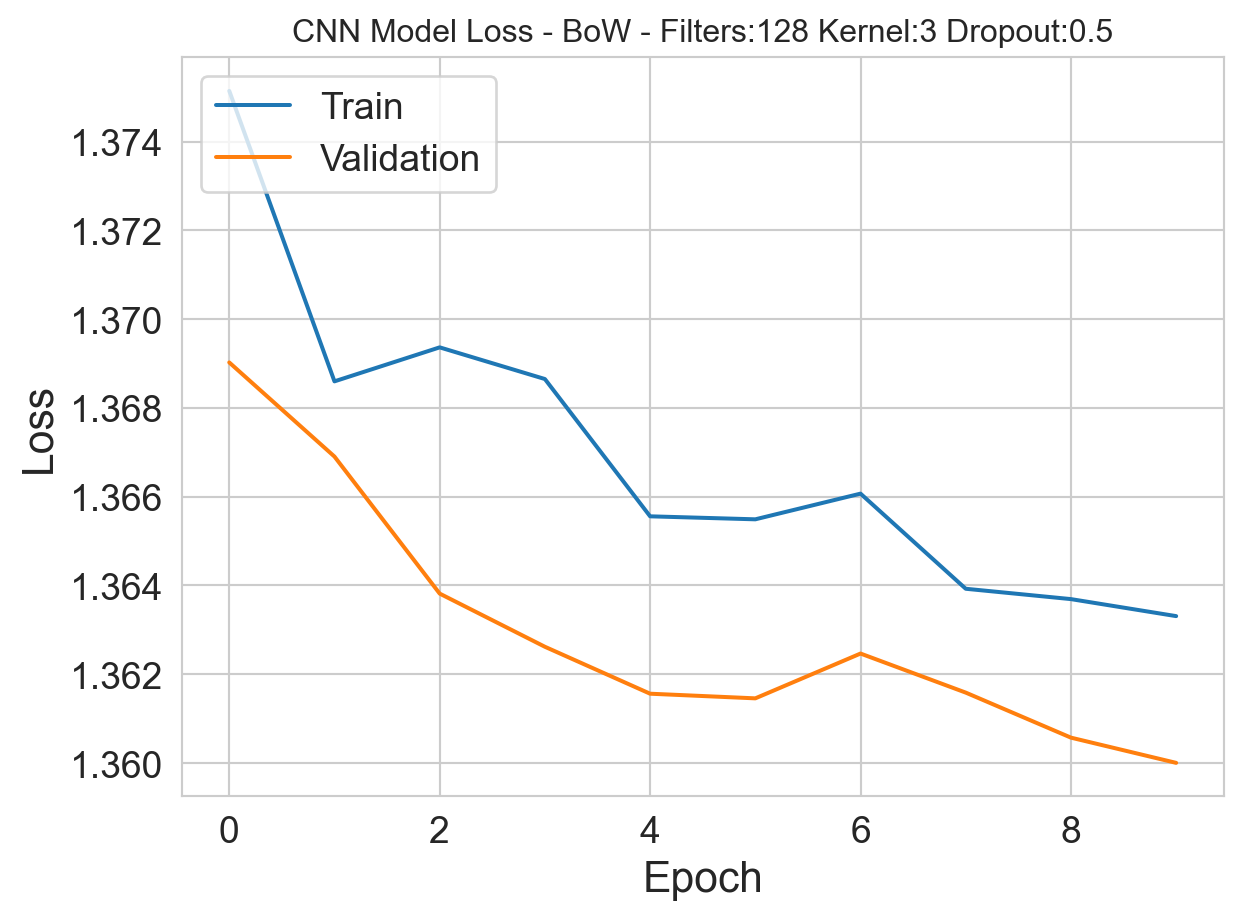 CNN Model Loss - BoW - Filters:128 Kernel:3 Dropout:0.5
Train
Validation
1.374
1.372
1.370
1.368
1.366
1.364
1.362
1.360
Loss
0 2 4 6 8
Epoch